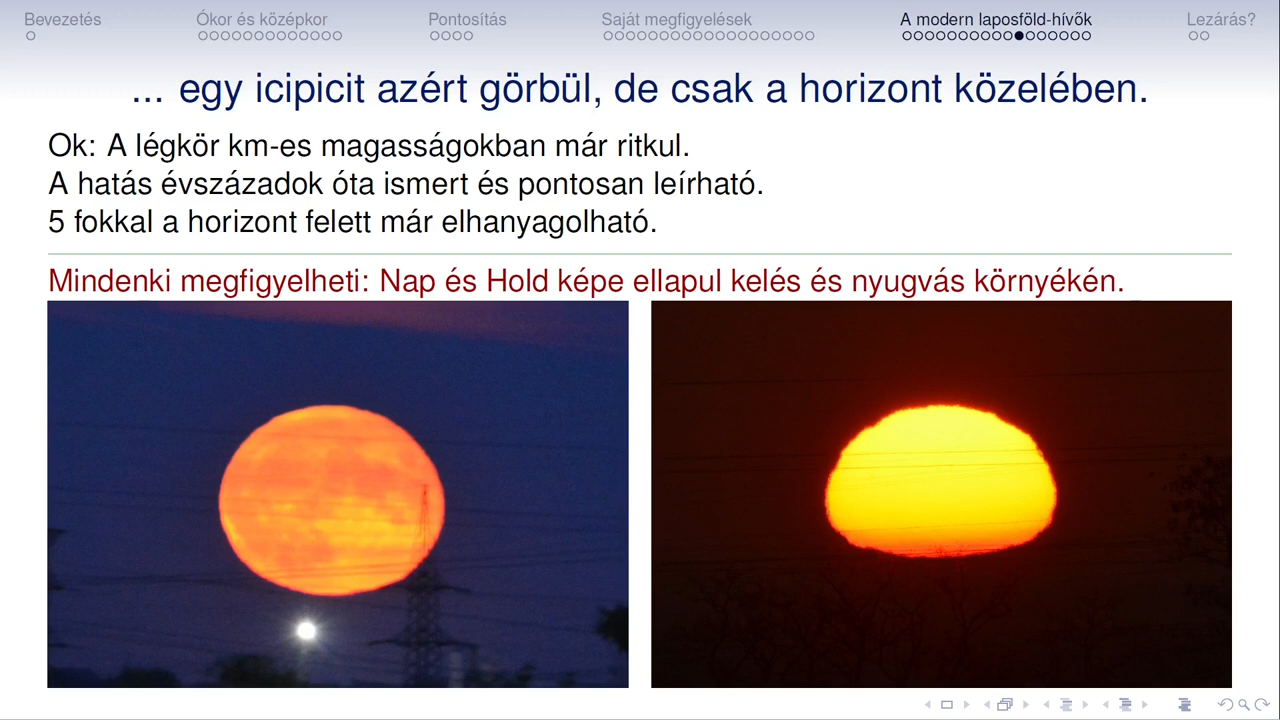 Bevezetés
Ókor és középkor
Pontosítás
Saját megfigyelések
A modern laposföld-hívők
Lezárás?
... egy icipicit azért görbül, de csak a horizont közelében.
Ok: A légkör km-es magasságokban már ritkul.
A hatás évszázadok óta ismert és pontosan leírható.
5 fokkal a horizont felett már elhanyagolható.
Mindenki megfigyelheti: Nap és Hold képe ellapul kelés és nyugvás környékén.